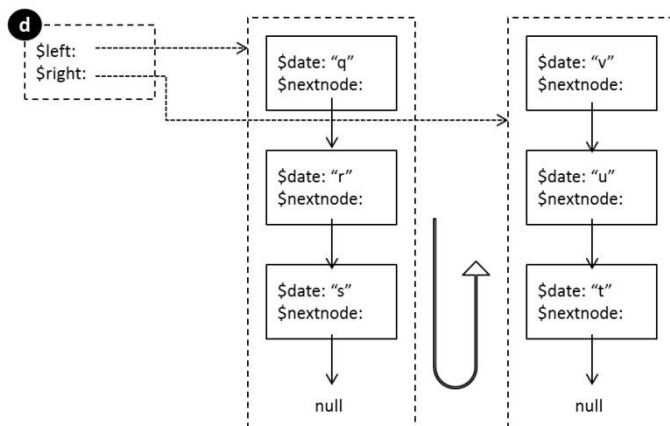 d
$left:
$right:
$date: “q”
$nextnode:
$date: “r”
$nextnode:
$date: “s”
$nextnode:
null
$date: “v”
$nextnode:
$date: “u”
$nextnode:
$date: “t”
$nextnode:
null